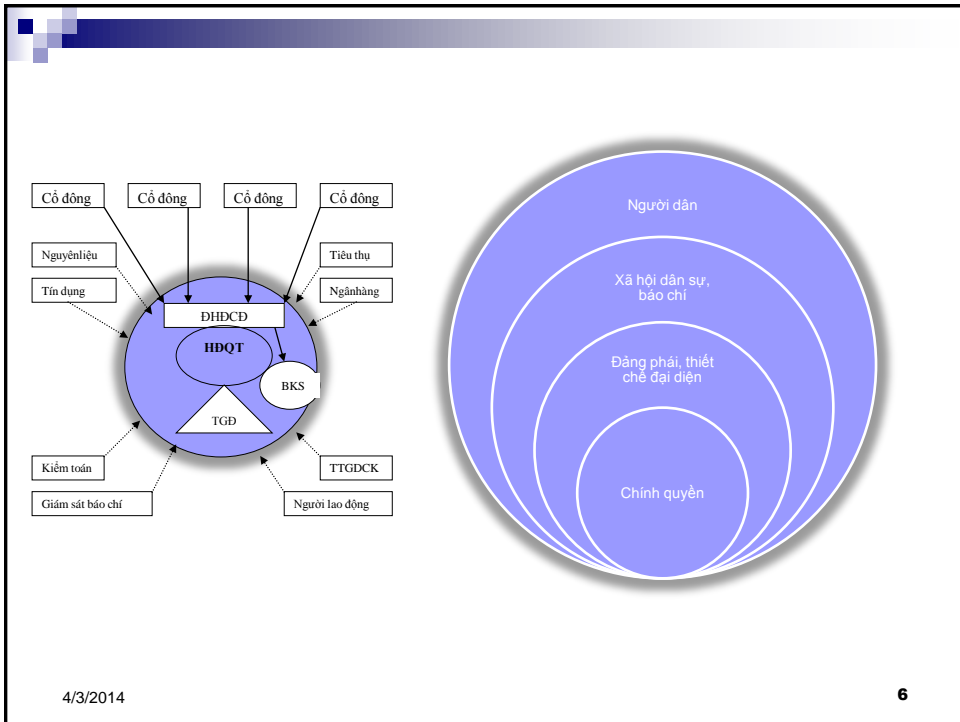 Cổ đông
Cổ đông
Cổ đông
Cổ đông
Nguyênliệu
Tín dụng
Tiêu thụ
Ngânhàng
ĐHĐCĐ
HĐQT
BKS
TGĐ
Kiểm toán
Giám sát báo chí
TTGDCK
Người lao động
Người dân
Xã hội dân sự,
báo chí
Đảng phái, thiết
chế đại diện
Chính quyền
4/3/2014
6